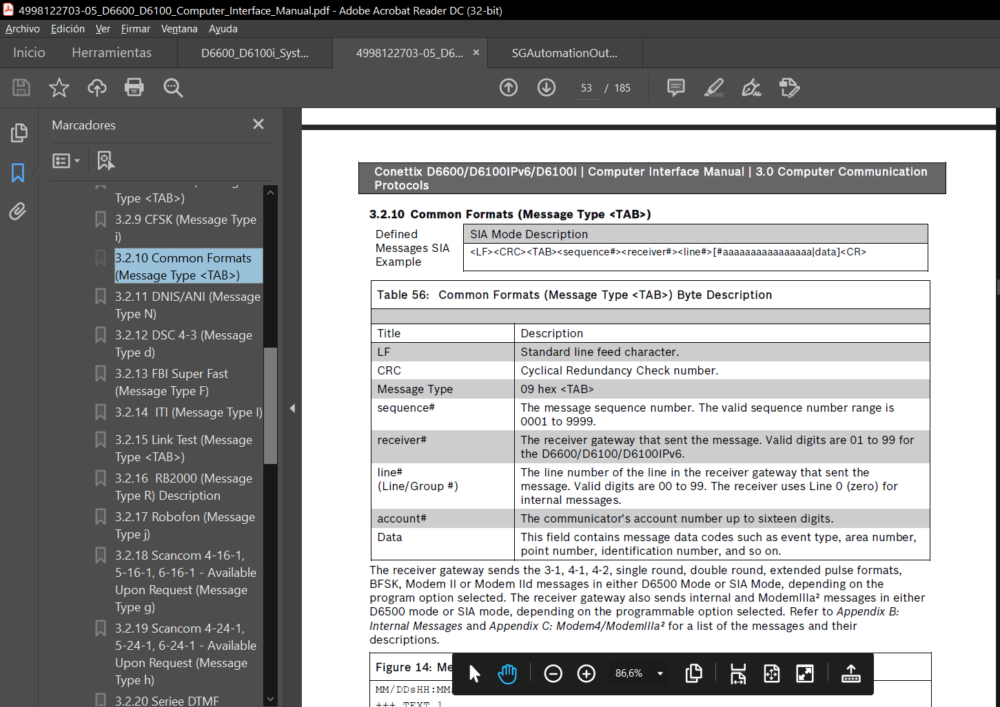 4998122703-05_D6600_D6100_Computer_Interface_Manual.pdf - Adobe Acrobat Reader DC (32-bit)
Archivo Edición Ver Firmar Ventana Ayuda
Inicio Herramientas D6600_D6100i_Syst... 4998122703-05_D6... × SGAutomationOut...
53 / 185
Marcadores
Type <TAB>)
3.2.9 CFSK (Message Type
i)
3.2.10 Common Formats
(Message Type <TAB>)
3.2.11 DNIS/ANI (Message
Type N)
3.2.12 DSC 4-3 (Message
Type d)
3.2.13 FBI Super Fast
(Message Type F)
3.2.14 ITI (Message Type I)
3.2.15 Link Test (Message
Type <TAB>)
3.2.16 RB2000 (Message
Type R) Description
3.2.17 Robofon (Message
Type j)
3.2.18 Scancom 4-16-1,
5-16-1, 6-16-1 - Available
Upon Request (Message
Type g)
3.2.19 Scancom 4-24-1,
5-24-1, 6-24-1 - Available
Upon Request (Message
Type h)
3.2.20 Seriee DTMF
Conettix D6600/D6100IPv6/D6100i | Computer Interface Manual | 3.0 Computer Communication
Protocols
3.2.10 Common Formats (Message Type <TAB>)
Defined
Messages SIA
Example
SIA Mode Description
<LF><CRC><TAB><sequence#><receiver#><line#>[#aaaaaaaaaaaaaaaa|data]<CR>
Table 56: Common Formats (Message Type <TAB>) Byte Description
Title Description
LF Standard line feed character.
CRC Cyclical Redundancy Check number.
Message Type 09 hex <TAB>
sequence# The message sequence number. The valid sequence number range is
0001 to 9999.
receiver# The receiver gateway that sent the message. Valid digits are 01 to 99 for
the D6600/D6100/D6100IPv6.
line# The line number of the line in the receiver gateway that sent the
(Line/Group #) message. Valid digits are 00 to 99. The receiver uses Line 0 (zero) for
internal messages.
account# The communicator's account number up to sixteen digits.
Data This field contains message data codes such as event type, area number,
point number, identification number, and so on.
The receiver gateway sends the 3-1, 4-1, 4-2, single round, double round, extended pulse formats,
BFSK, Modem II or Modem IId messages in either D6500 Mode or SIA Mode, depending on the
program option selected. The receiver gateway also sends internal and ModemIIIa² messages in either
D6500 mode or SIA mode, depending on the programmable option selected. Refer to Appendix B:
Internal Messages and Appendix C: Modem4/ModemIIIa² for a list of the messages and their
descriptions.
Figure 14: Me
MM/DDsHH:MM
+++ TEXT 1
86,6%